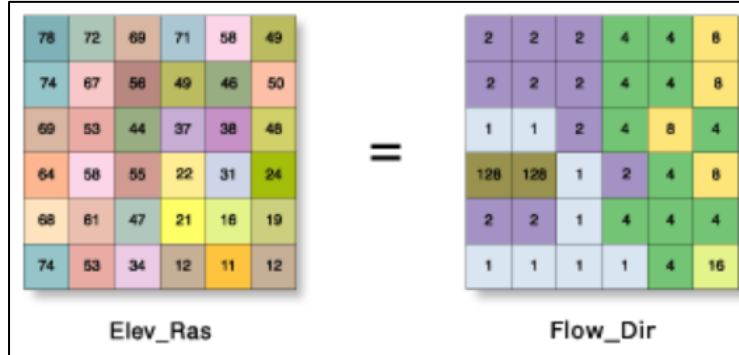 78 72 69 71 58 49 2 2 2 4 4 8
74 67 56 49 46 50 2 2 2 4 4 8
69 53 44 37 38 48 1 1 2 4 8 4
=
64 58 55 22 31 24 128 128 1 2 4 8
68 61 47 21 16 19 2 2 1 4 4 4
74 53 34 12 11 12 1 1 1 1 4 16
Elev_Ras Flow_Dir